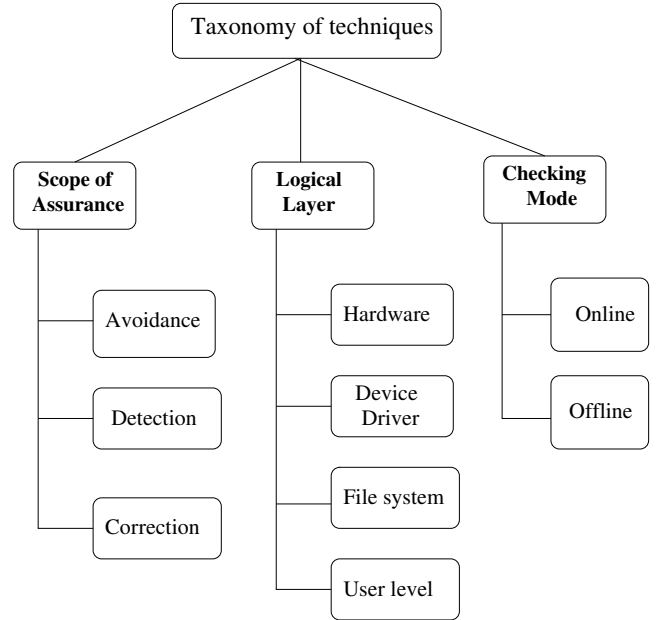 Taxonomy of techniques
Scope of
Assurance
Avoidance
Detection
Correction
Logical
Layer
Hardware
Device
Driver
File system
User level
Checking
Mode
Online
Offline